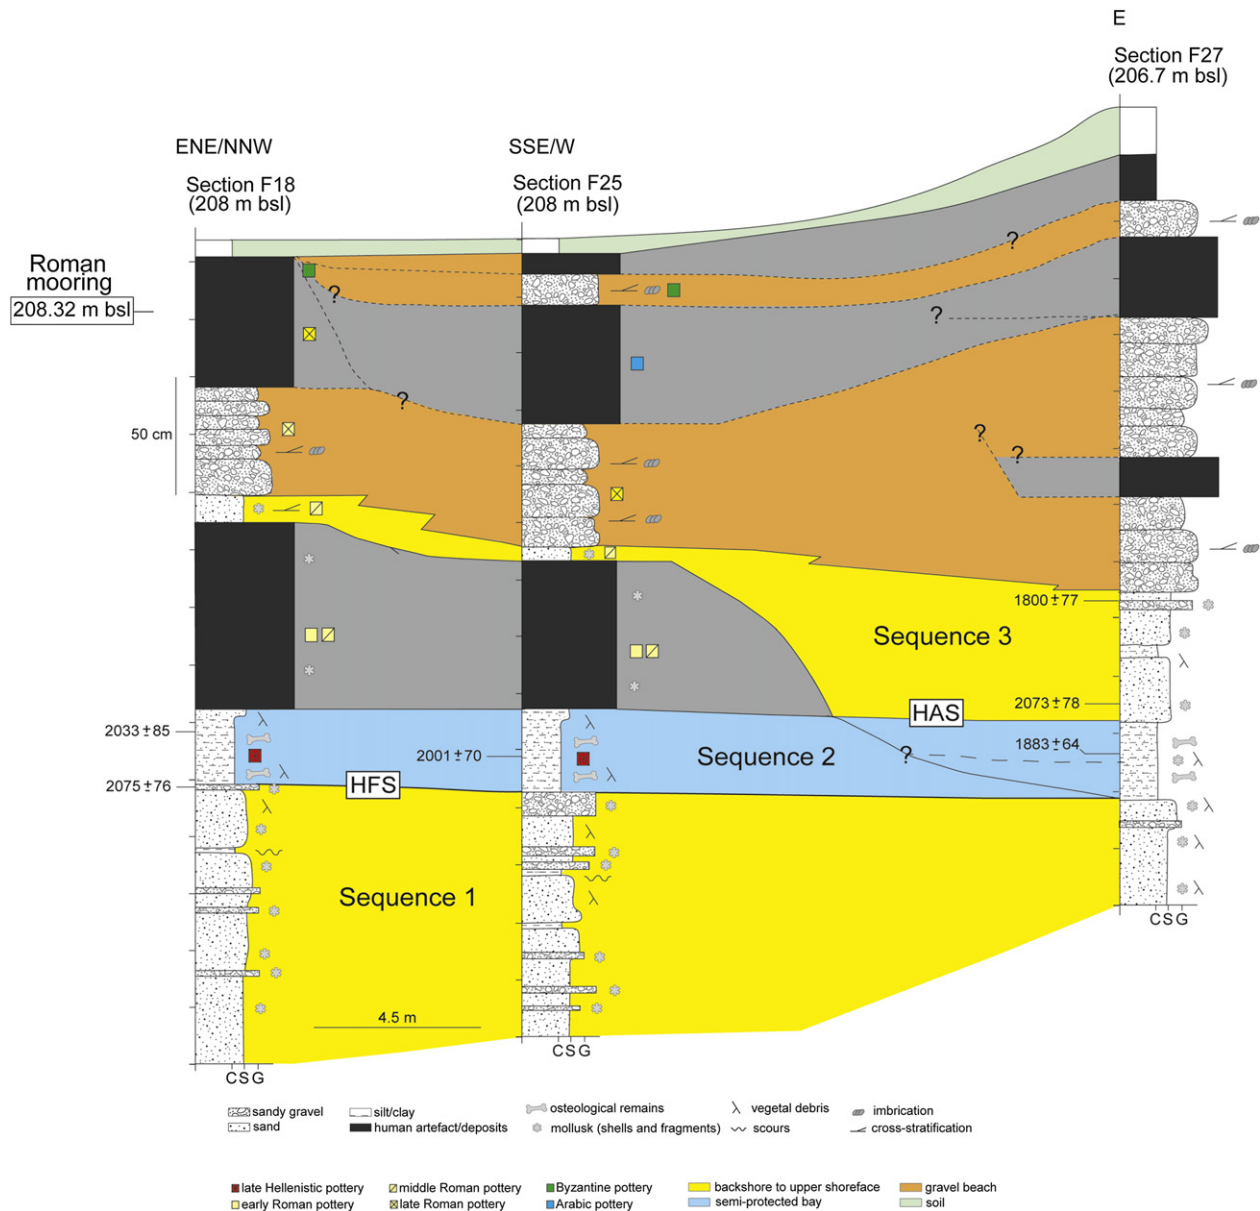 E
Section F27
(206.7 m bsl)
ENE/NNW
SSE/W
Section F18
(208 m bsl)
Section F25
(208 m bsl)
Roman
mooring
208.32 m bsl
?
?
?
?
?
?
?
50 cm
1800±77
Sequence 3
2073±78
HAS
2033±85
2001±70
Sequence 2
?
1883±64
2075±76
HFS
Sequence 1
4.5 m
C S G
C S G
C S G
sandy gravel
silt/clay
osteological remains
vegetal debris
imbrication
sand
human artefact/deposits
mollusk (shells and fragments)
scours
cross-stratification
late Hellenistic pottery
middle Roman pottery
Byzantine pottery
backshore to upper shoreface
gravel beach
early Roman pottery
late Roman pottery
Arabic pottery
semi-protected bay
soil